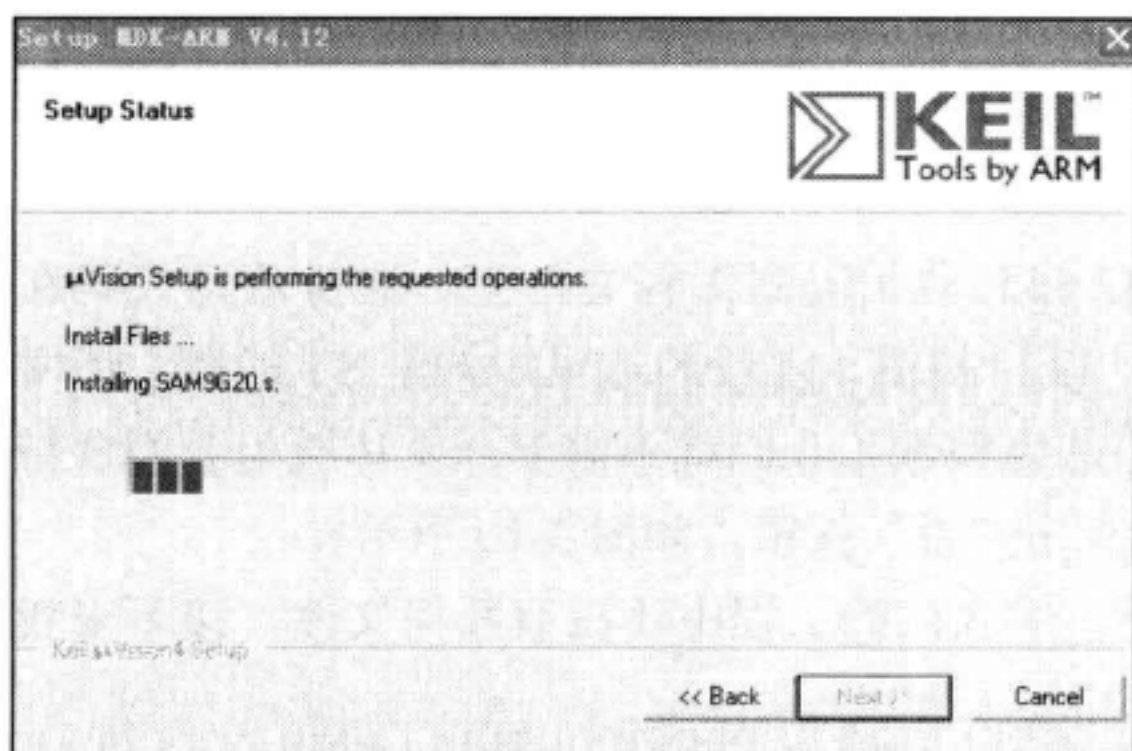 Setup MDK-ARM V4.12
Setup Status
KEIL™
Tools by ARM
µVision Setup is performing the requested operations.
Install Files ...
Installing SAM9G20.s.
Keil µVision4 Setup
<< Back
Next >>
Cancel